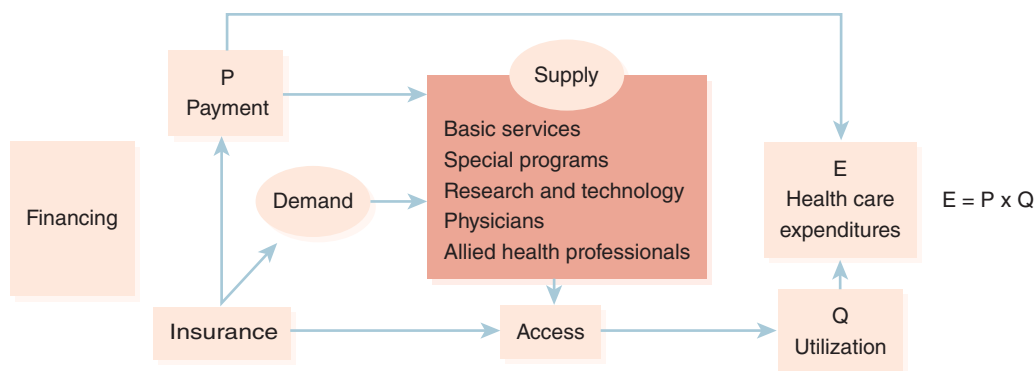 P
Payment
Supply
Basic services
Special programs
Research and technology
Physicians
Allied health professionals
Financing
Demand
E
Health care
expenditures
E = P x Q
Insurance
Access
Q
Utilization